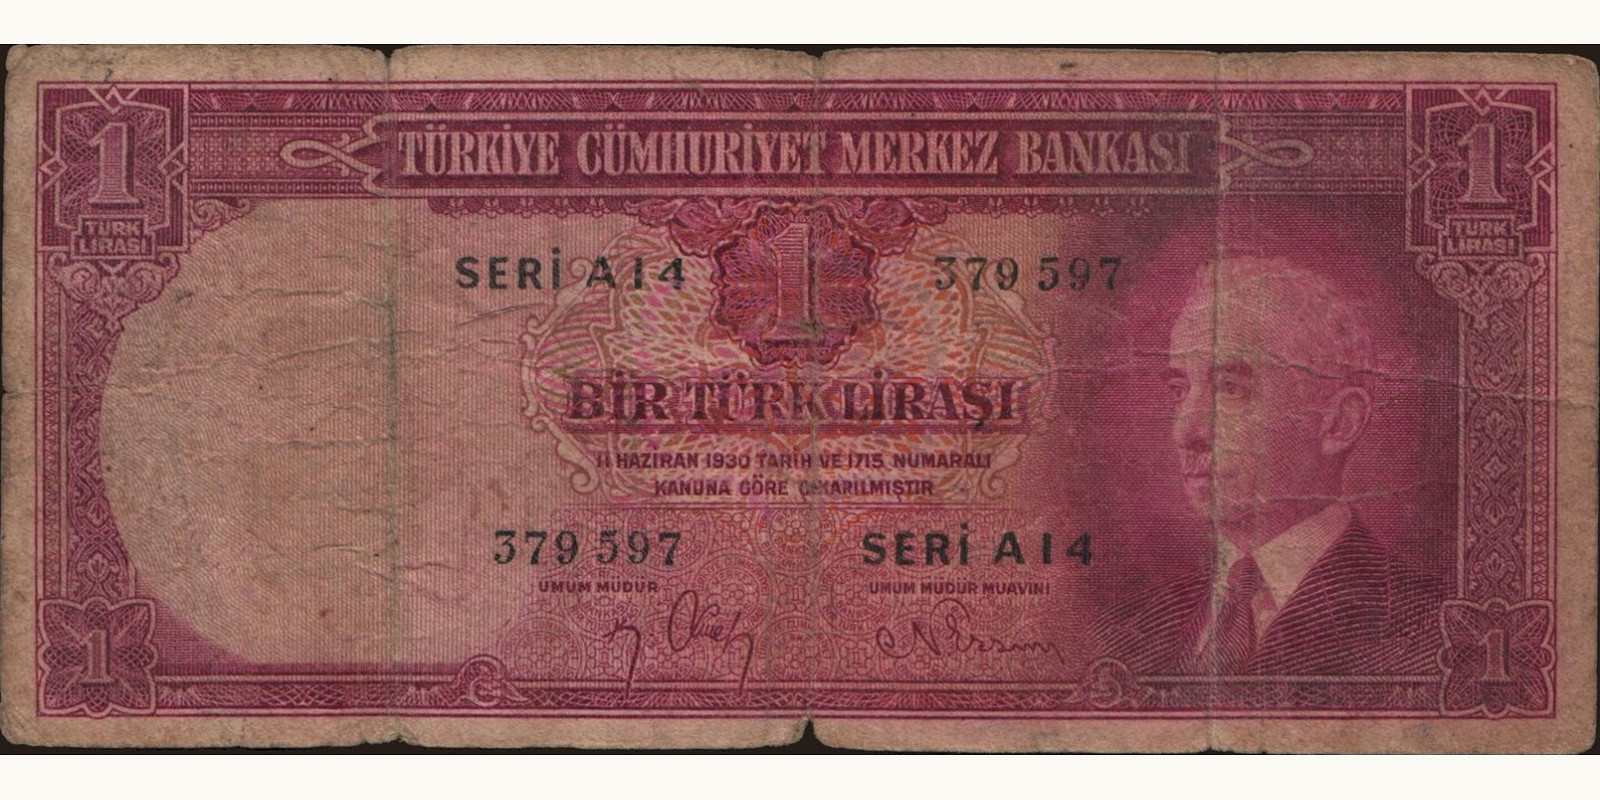 1
TÜRK
LİRASI
TÜRKİYE CÜMHURİYET MERKEZ BANKASI
1
TÜRK
LİRASI
SERİ A14
1
379 597
BİR TÜRK LİRASI
11 HAZİRAN 1930 TARİH VE 1715 NUMARALI
KANUNA GÖRE ÇIKARILMIŞTIR
379 597
SERİ A14
UMUM MÜDÜR
UMUM MÜDÜR MUAVİNİ
1
1